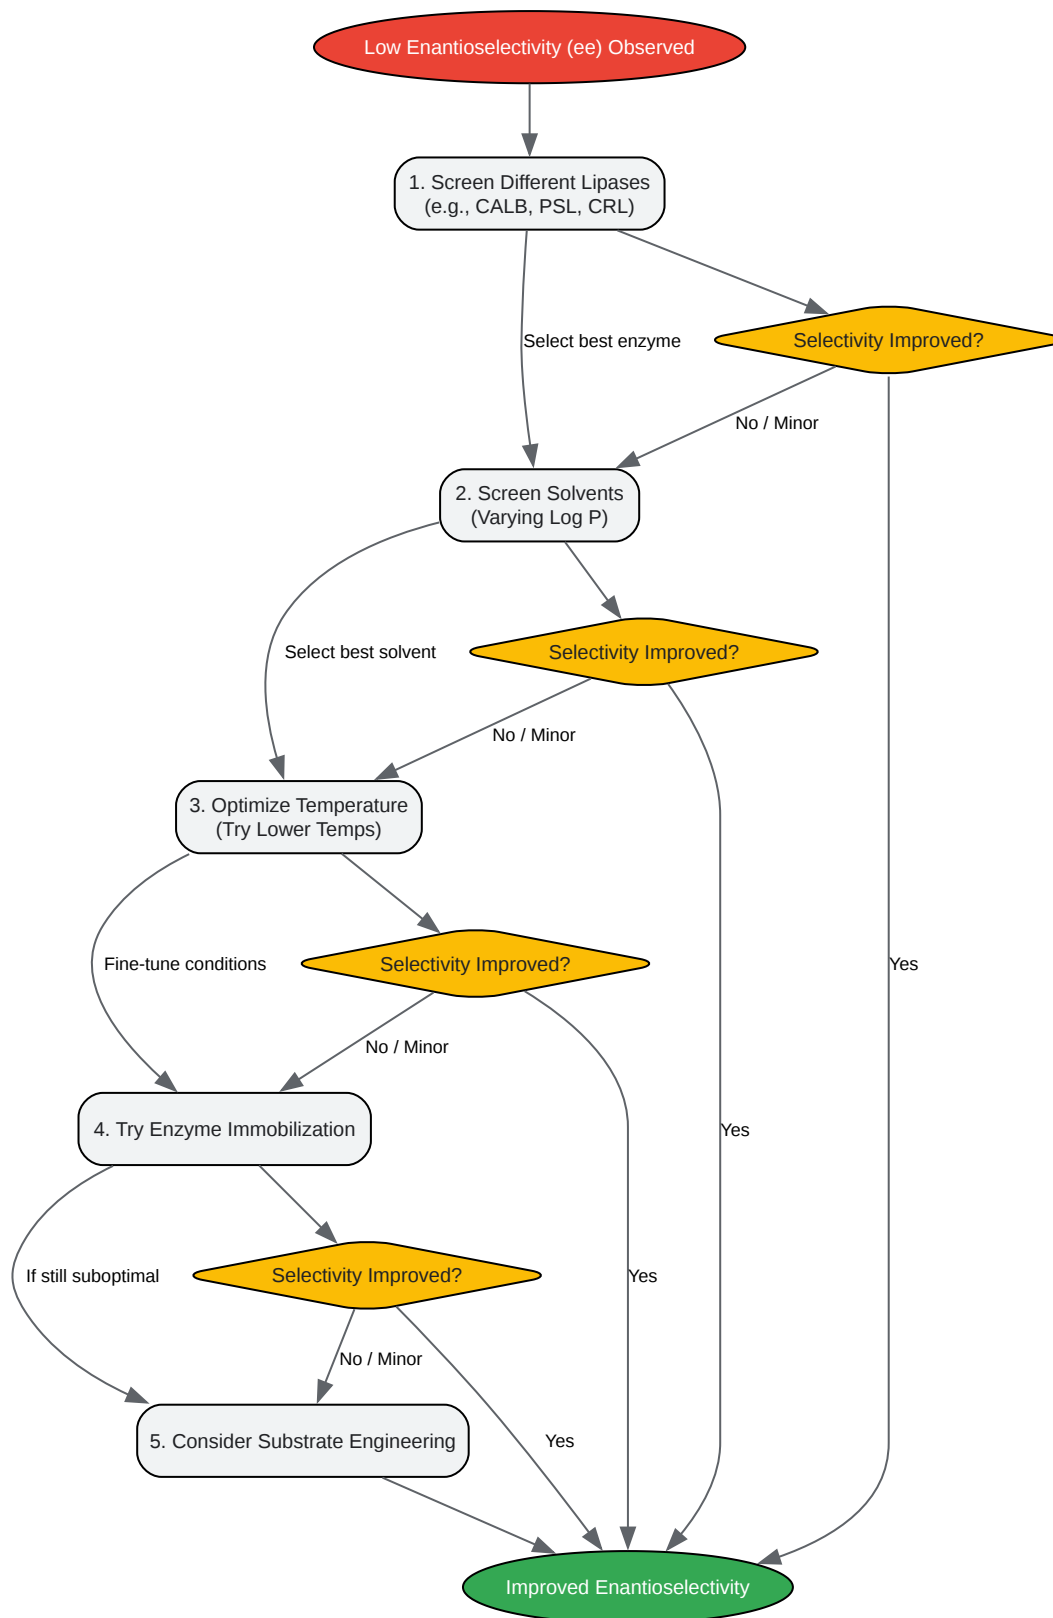 Low Enantioselectivity (ee) Observed
1. Screen Different Lipases
(e.g., CALB, PSL, CRL)
Select best enzyme
Selectivity Improved?
No / Minor
2. Screen Solvents
(Varying Log P)
Select best solvent
Selectivity Improved?
No / Minor
3. Optimize Temperature
(Try Lower Temps)
Fine-tune conditions
Selectivity Improved?
Yes
No / Minor
4. Try Enzyme Immobilization
Yes
If still suboptimal
Selectivity Improved?
Yes
No / Minor
5. Consider Substrate Engineering
Yes
Improved Enantioselectivity